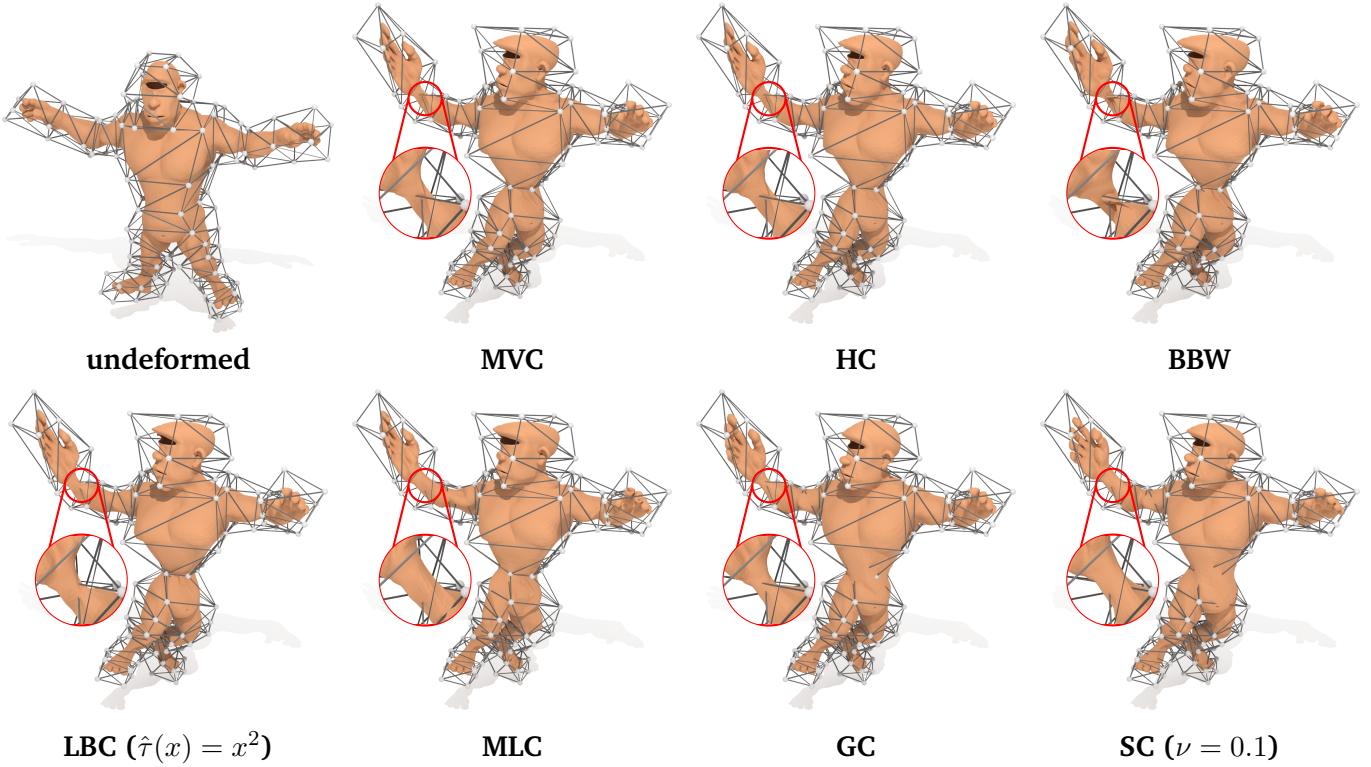 undeformed MVC HC BBW
LBC (τ̂(x) = x²) MLC GC SC (ν = 0.1)